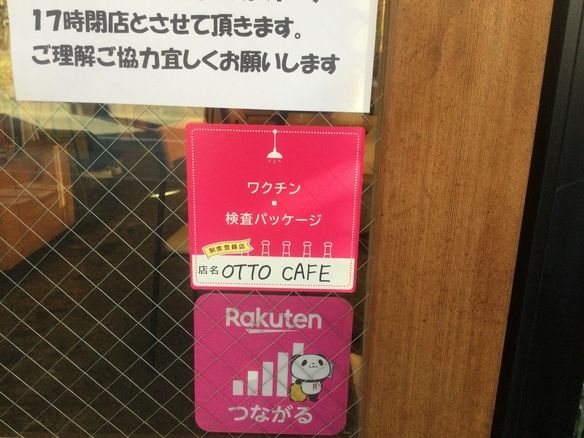 17時閉店とさせて頂きます。
ご理解ご協力宜しくお願いします
ワクチン
・
検査パッケージ
制度登録店
店名 OTTO CAFE
Rakuten
R
つながる